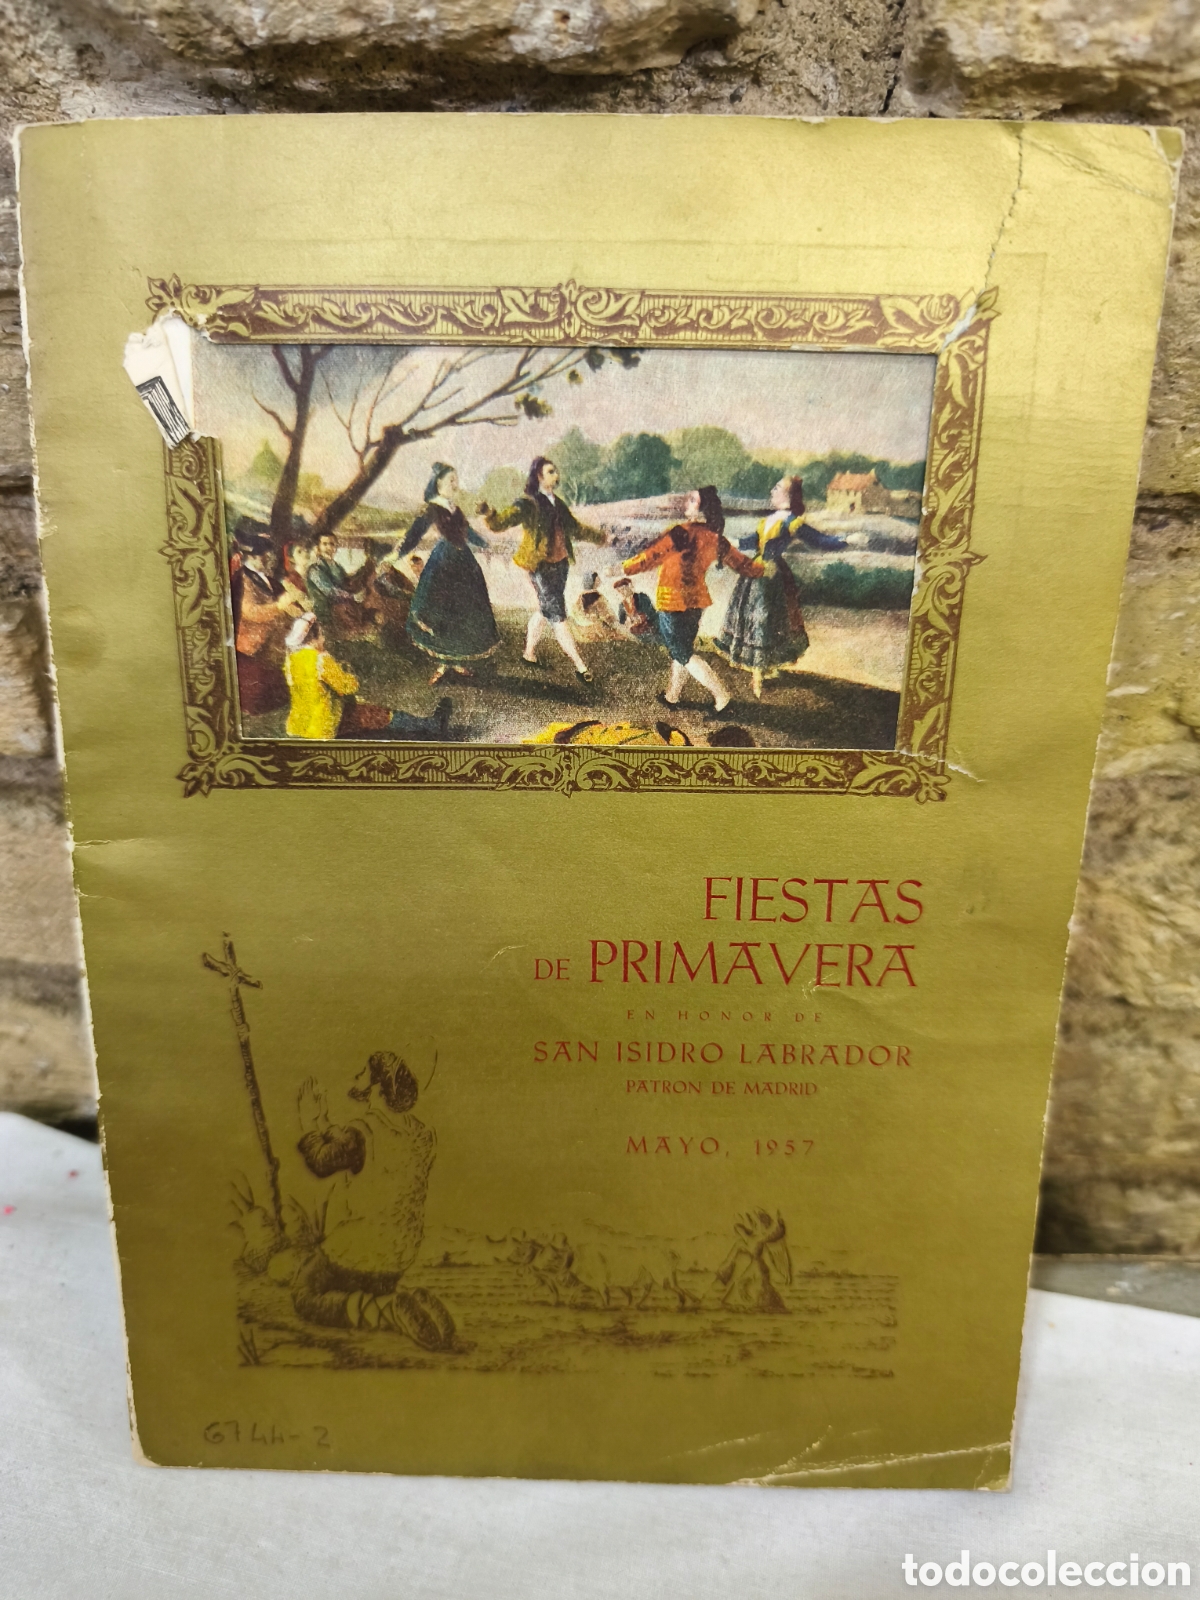 FIESTAS
DE PRIMAVERA
EN HONOR DE
SAN ISIDRO LABRADOR
PATRON DE MADRID
MAYO, 1957
6744-2
todocoleccion